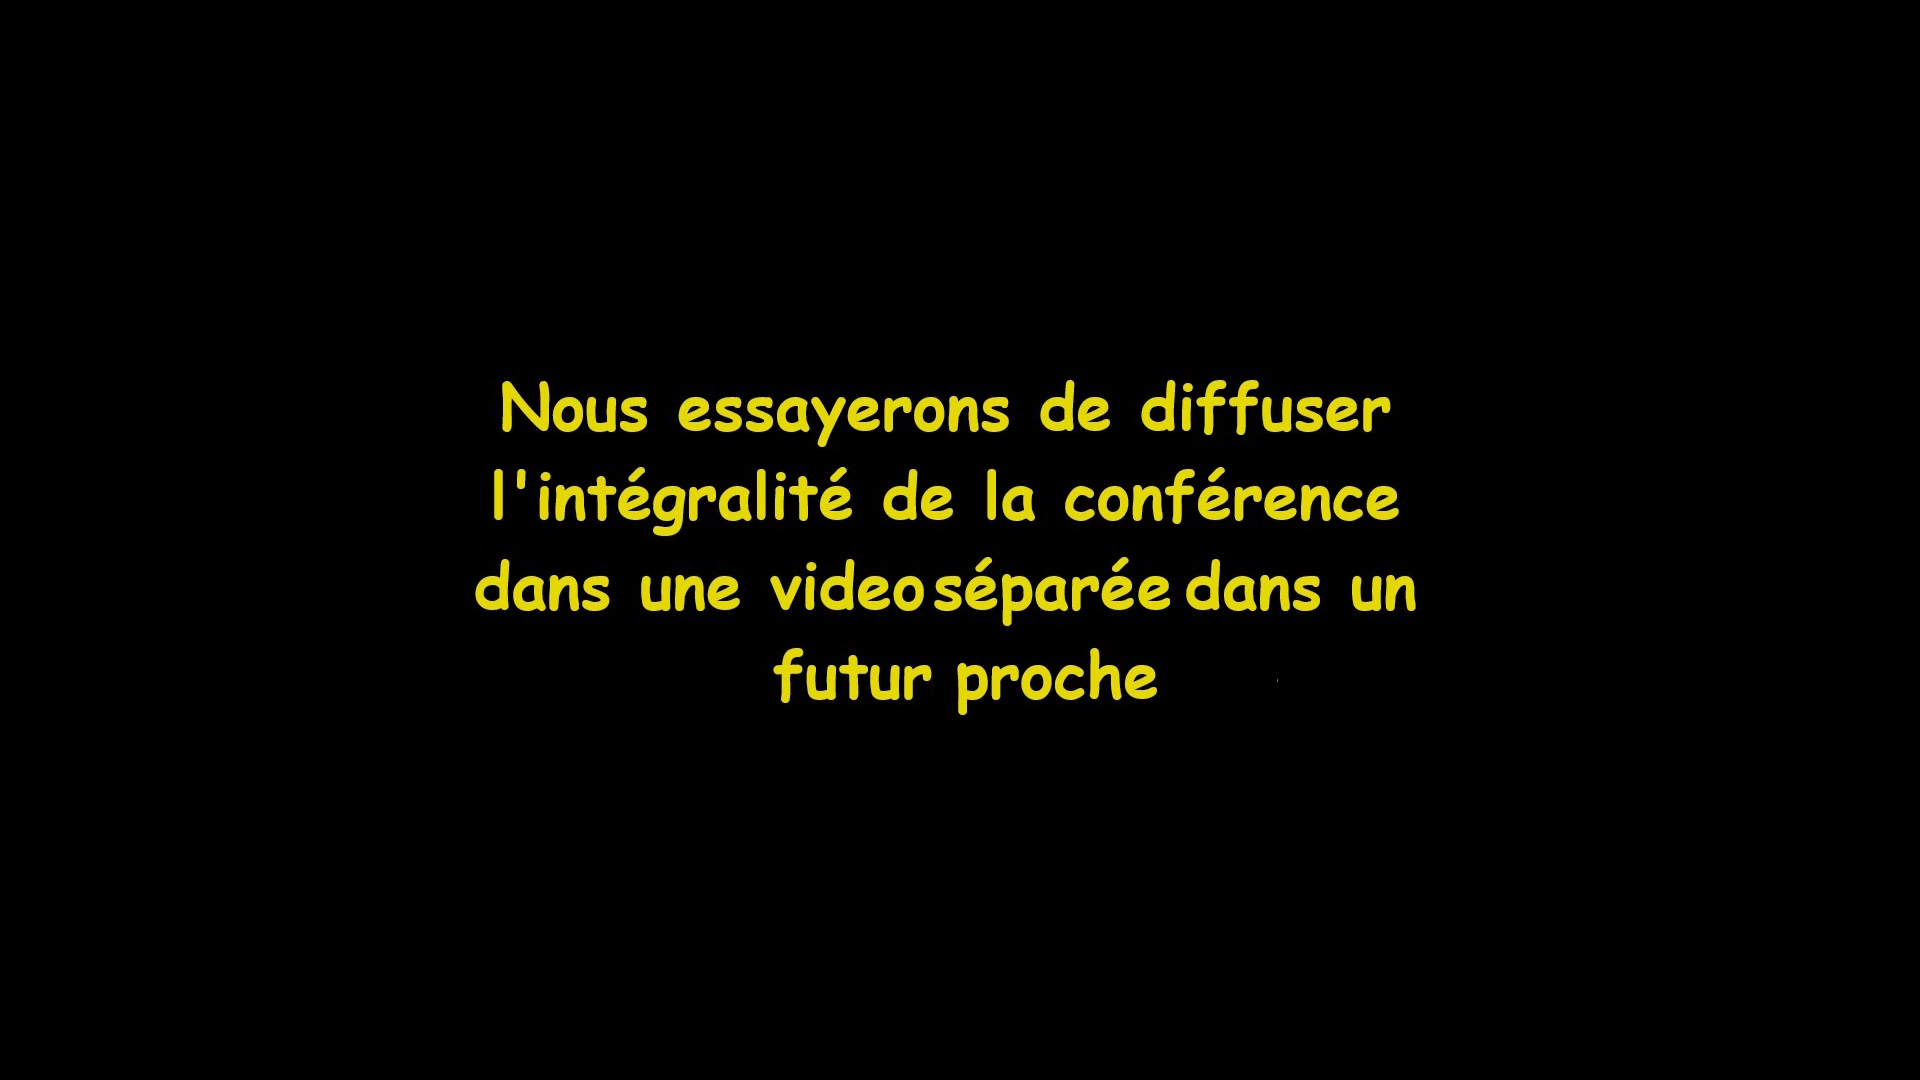 Nous essayerons de diffuser
l'intégralité de la conférence
dans une video séparée dans un
futur proche